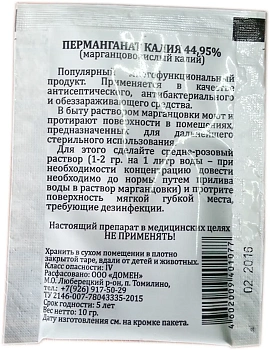 ПЕРМАНГАНАТ КАЛИЯ 44,95%
(марганцовокислый калий)
Популярный, многофункциональный
продукт. Применяется в качестве
антисептического, антибактериального
и обеззараживающего средства.
В быту раствором марганцовки моют и
протирают поверхности в помещениях,
предназначенных для дальнейшего
стерильного использования.
Для этого сделайте средне-розовый
раствор (1-2 гр. на 1 литр воды – при
необходимости концентрацию довести
необходимо до нормы путем прилива
воды в раствор марганцовки) и протрите
поверхность мягкой губкой места,
требующие дезинфекции.
Настоящий препарат в медицинских целях
НЕ ПРИМЕНЯТЬ!
Хранить в сухом помещении в плотно
закрытой таре, вдали от детей и животных.
Класс опасности: IV
Расфасовано: ООО «ДОМЕН»
М.О. Люберецкий р-он, п. Томилино,
тел.: +7(926) 917-50-29
ТУ 2146-007-78043335-2015
Срок годности: 5 лет
Вес нетто: 10 гр.
Дата изготовления см. на кромке пакета.
02 2016
4602009401077